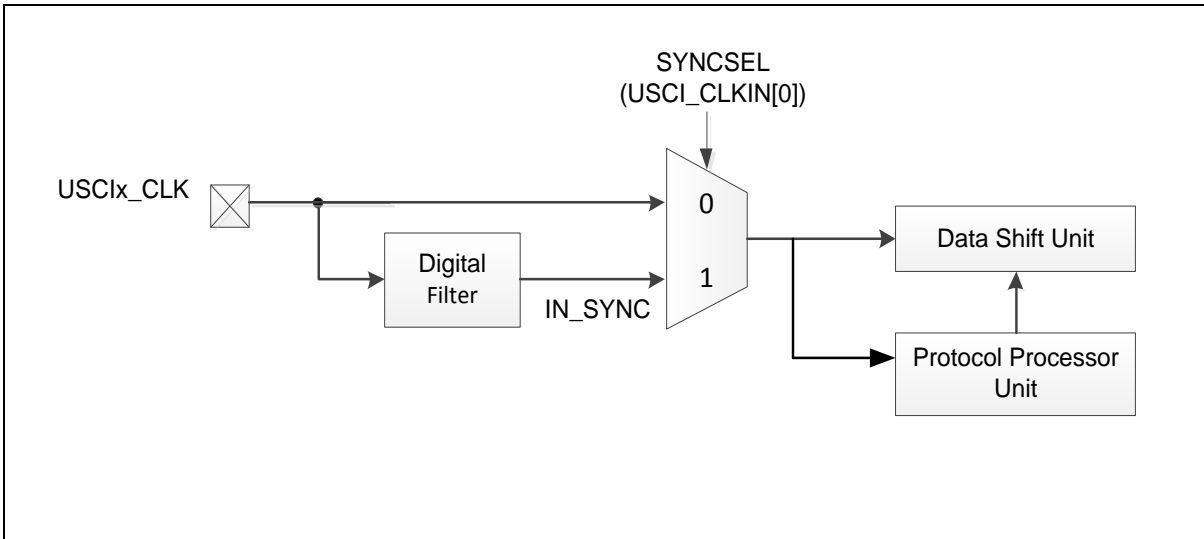 SYNCSEL
(USCI_CLKIN[0])
USCIx_CLK
0
Data Shift Unit
Digital
Filter
1
IN_SYNC
Protocol Processor
Unit